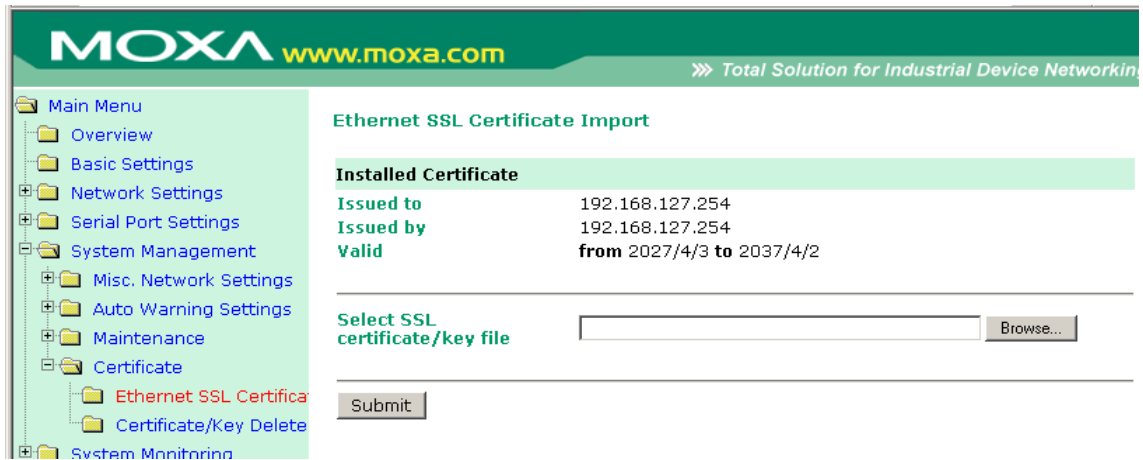 MOXA www.moxa.com
Total Solution for Industrial Device Networking
Main Menu
Overview
Basic Settings
Network Settings
Serial Port Settings
System Management
Misc. Network Settings
Auto Warning Settings
Maintenance
Certificate
Ethernet SSL Certifica
Certificate/Key Delete
System Monitoring
Ethernet SSL Certificate Import
Installed Certificate
Issued to 192.168.127.254
Issued by 192.168.127.254
Valid from 2027/4/3 to 2037/4/2
Select SSL
certificate/key file
Browse...
Submit